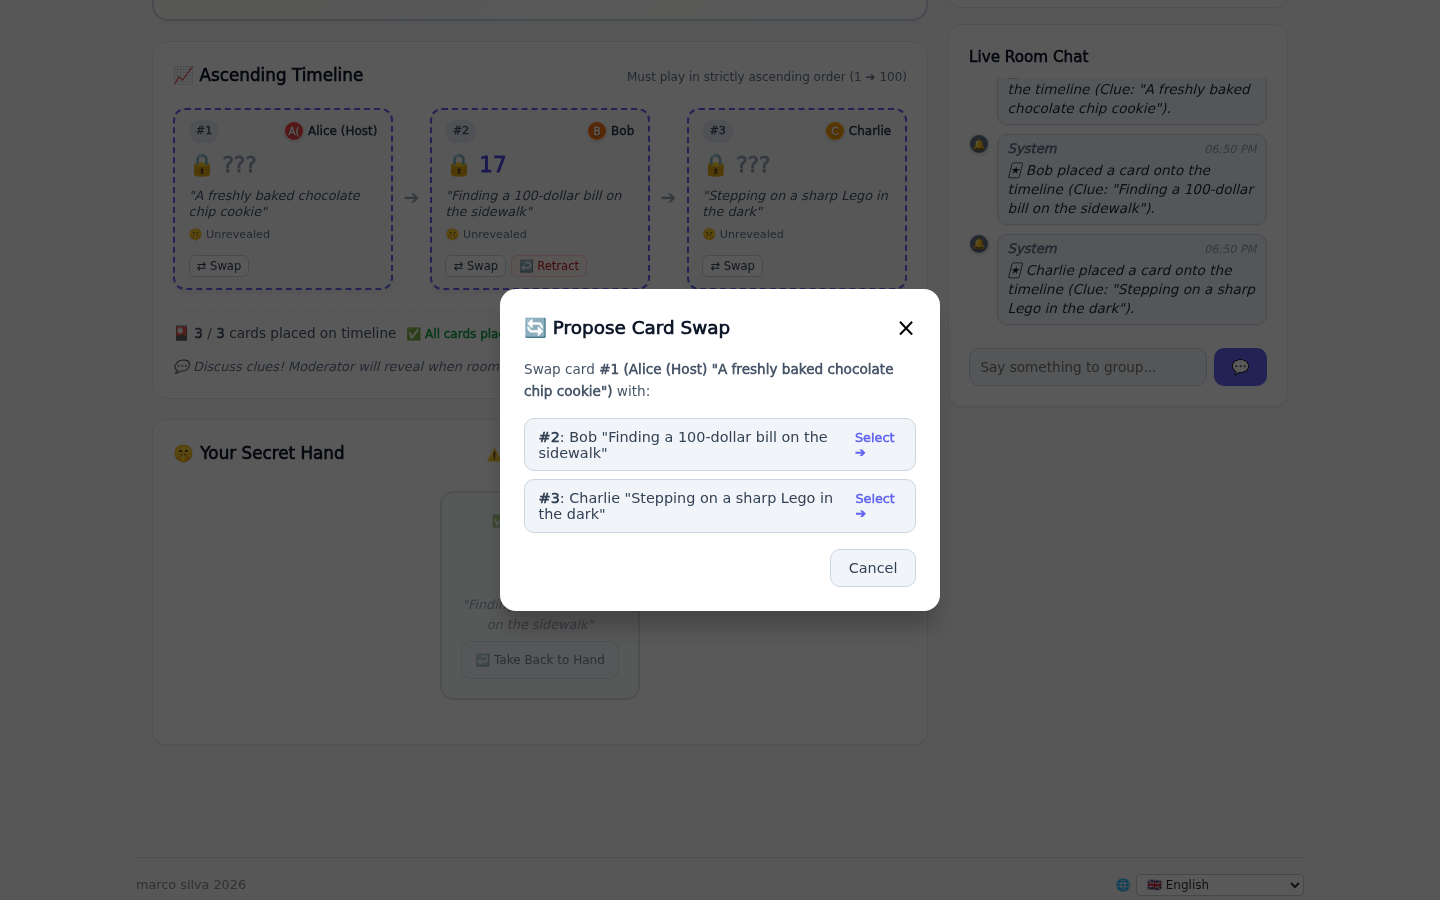 📈 Ascending Timeline
Must play in strictly ascending order (1 ➔ 100)
#1
A(
Alice (Host)
🔒 ???
"A freshly baked chocolate
chip cookie"
🤫 Unrevealed
⇄ Swap
➔
#2
B
Bob
🔒 17
"Finding a 100-dollar bill on
the sidewalk"
🤫 Unrevealed
⇄ Swap
↩️ Retract
➔
#3
C
Charlie
🔒 ???
"Stepping on a sharp Lego in
the dark"
🤫 Unrevealed
⇄ Swap
🎴 3 / 3 cards placed on timeline
✅ All cards
💬 Discuss clues! Moderator will reveal when room
🔄 Propose Card Swap
✕
Swap card #1 (Alice (Host) "A freshly baked chocolate
chip cookie") with:
#2: Bob "Finding a 100-dollar bill on the
sidewalk"
Select
➔
#3: Charlie "Stepping on a sharp Lego in
the dark"
Select
➔
Cancel
🤫 Your Secret Hand
on the sidewalk"
↩️ Take Back to Hand
Live Room Chat
the timeline (Clue: "A freshly baked
chocolate chip cookie").
System
06:50 PM
🃏 Bob placed a card onto the
timeline (Clue: "Finding a 100-dollar
bill on the sidewalk").
System
06:50 PM
🃏 Charlie placed a card onto the
timeline (Clue: "Stepping on a sharp
Lego in the dark").
Say something to group...
marco silva 2026
🌐 🇬🇧 English